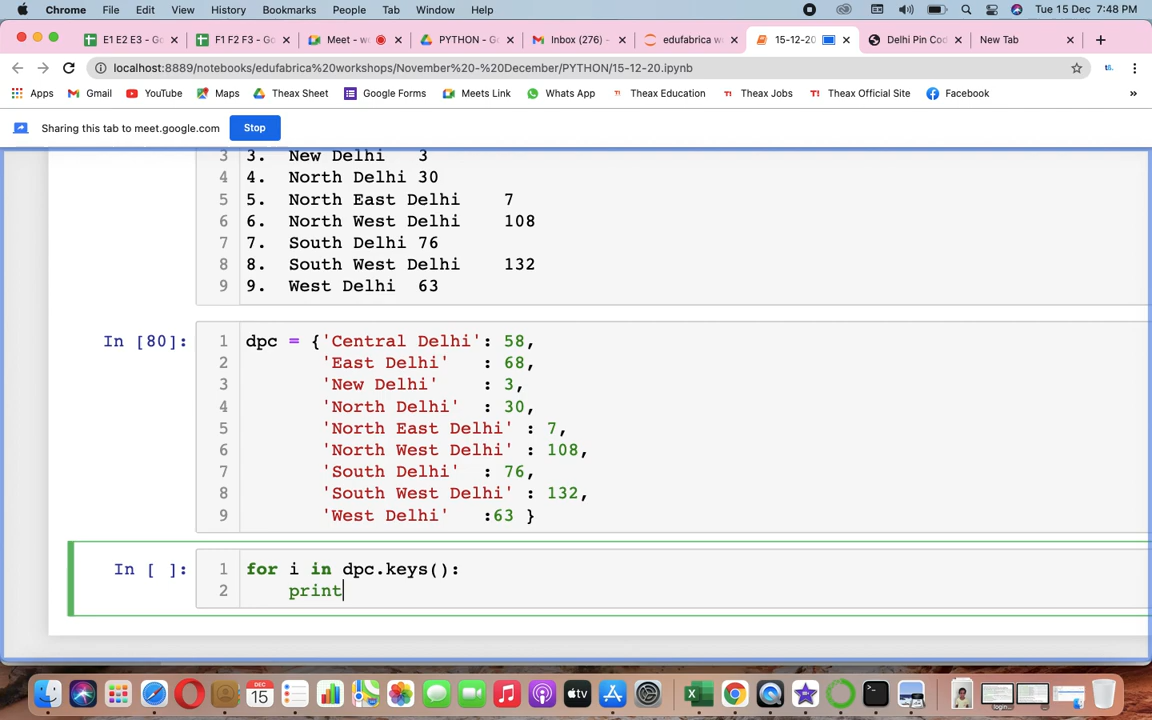 Chrome File Edit View History Bookmarks People Tab Window Help Tue 15 Dec 7:48 PM
E1 E2 E3 - Go F1 F2 F3 - Go Meet - w PYTHON - G Inbox (276) - edufabrica w 15-12-20 Delhi Pin Cod New Tab
localhost:8889/notebooks/edufabrica%20workshops/November%20-%20December/PYTHON/15-12-20.ipynb
Apps Gmail YouTube Maps Theax Sheet Google Forms Meets Link Whats App Theax Education Theax Jobs Theax Official Site Facebook »
Sharing this tab to meet.google.com Stop
3 3. New Delhi 3
4 4. North Delhi 30
5 5. North East Delhi 7
6 6. North West Delhi 108
7 7. South Delhi 76
8 8. South West Delhi 132
9 9. West Delhi 63
In [80]: 1 dpc = {'Central Delhi': 58,
2 'East Delhi' : 68,
3 'New Delhi' : 3,
4 'North Delhi' : 30,
5 'North East Delhi' : 7,
6 'North West Delhi' : 108,
7 'South Delhi' : 76,
8 'South West Delhi' : 132,
9 'West Delhi' :63 }
In [ ]: 1 for i in dpc.keys():
2 print
DEC
15
tv